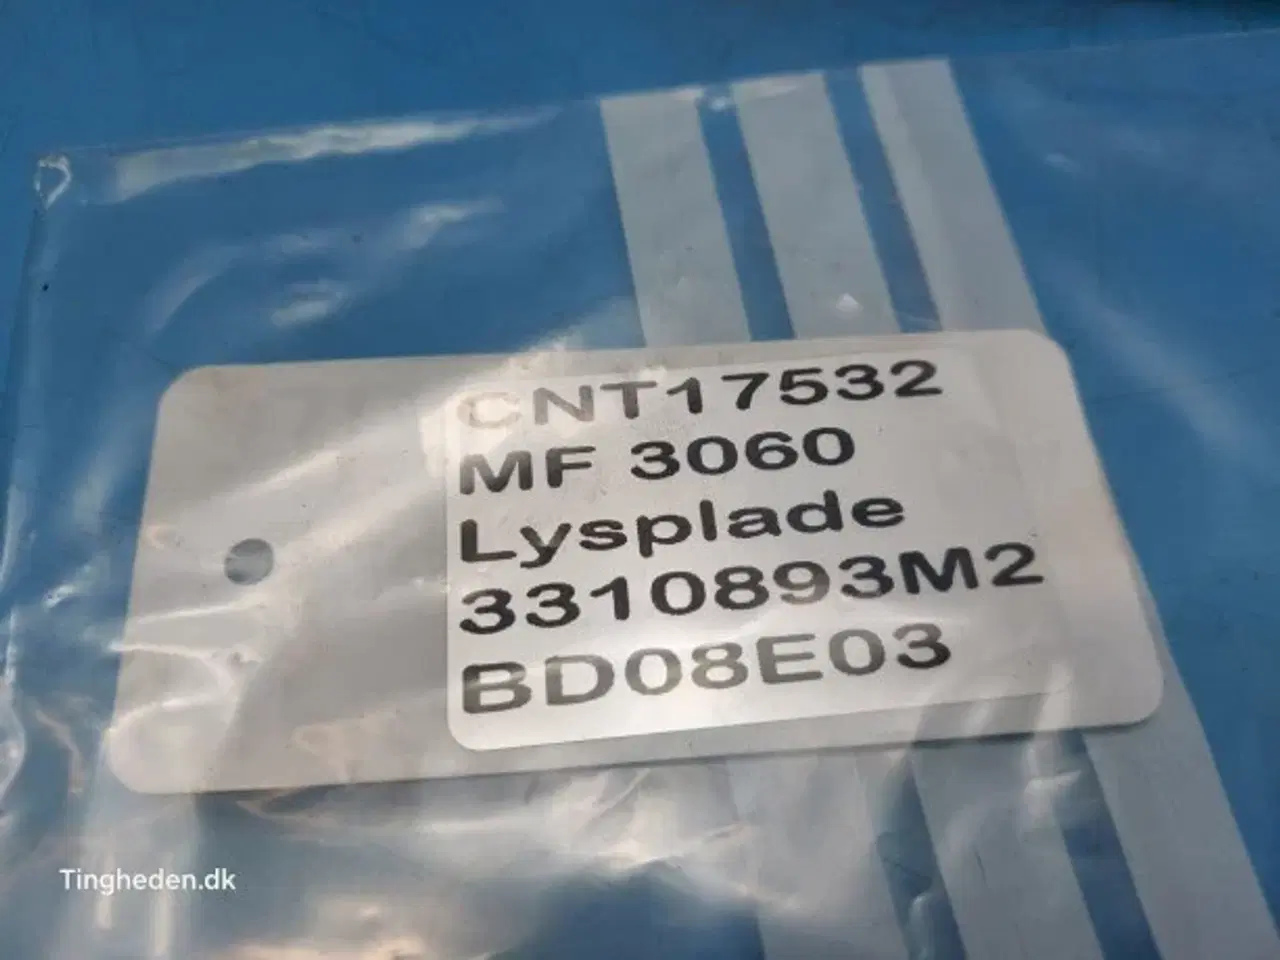 CNT17532
MF 3060
Lysplade
3310893M2
BD08E03
Tingheden.dk